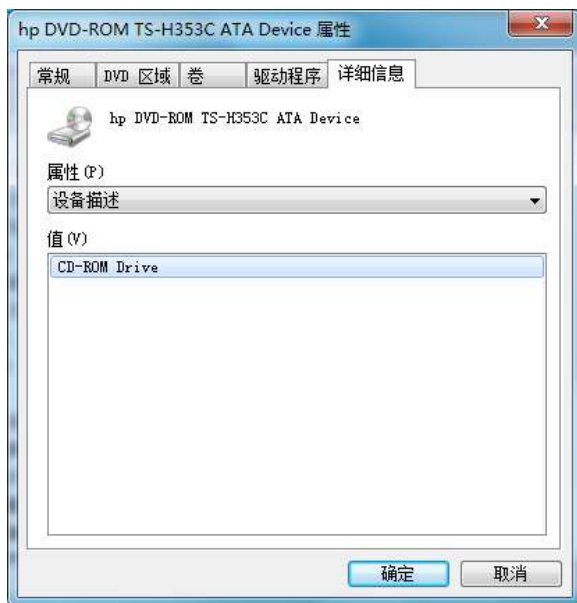 hp DVD-ROM TS-H353C ATA Device 属性
常规 DVD 区域 卷 驱动程序 详细信息
hp DVD-ROM TS-H353C ATA Device
属性(P)
设备描述
值(V)
CD-ROM Drive
确定 取消